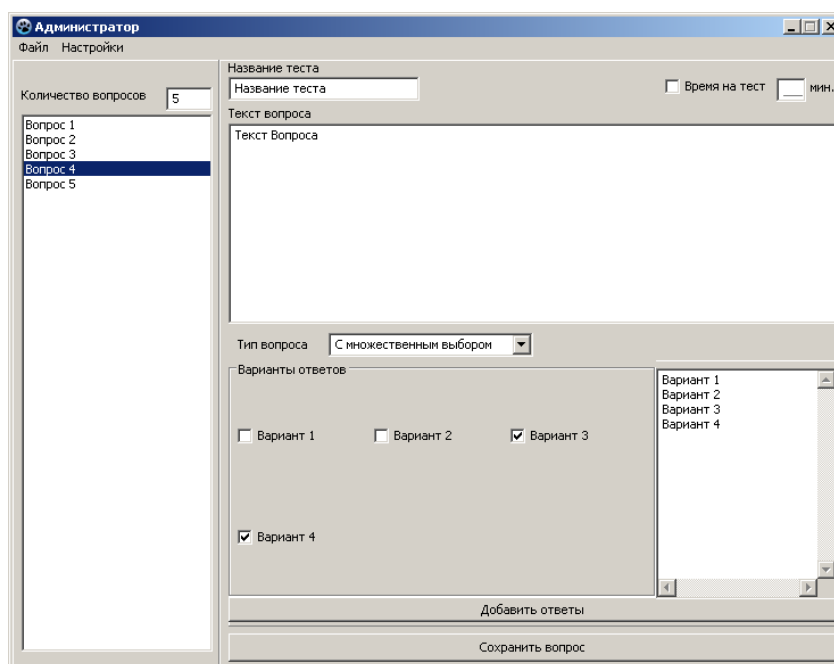 Администратор
Файл Настройки
Название теста
Количество вопросов 5
Название теста
Время на тест __ мин.
Текст вопроса
Вопрос 1
Вопрос 2
Вопрос 3
Вопрос 4
Вопрос 5
Текст Вопроса
Тип вопроса С множественным выбором
Варианты ответов
Вариант 1 Вариант 2 Вариант 3
Вариант 4
Вариант 1
Вариант 2
Вариант 3
Вариант 4
Добавить ответы
Сохранить вопрос